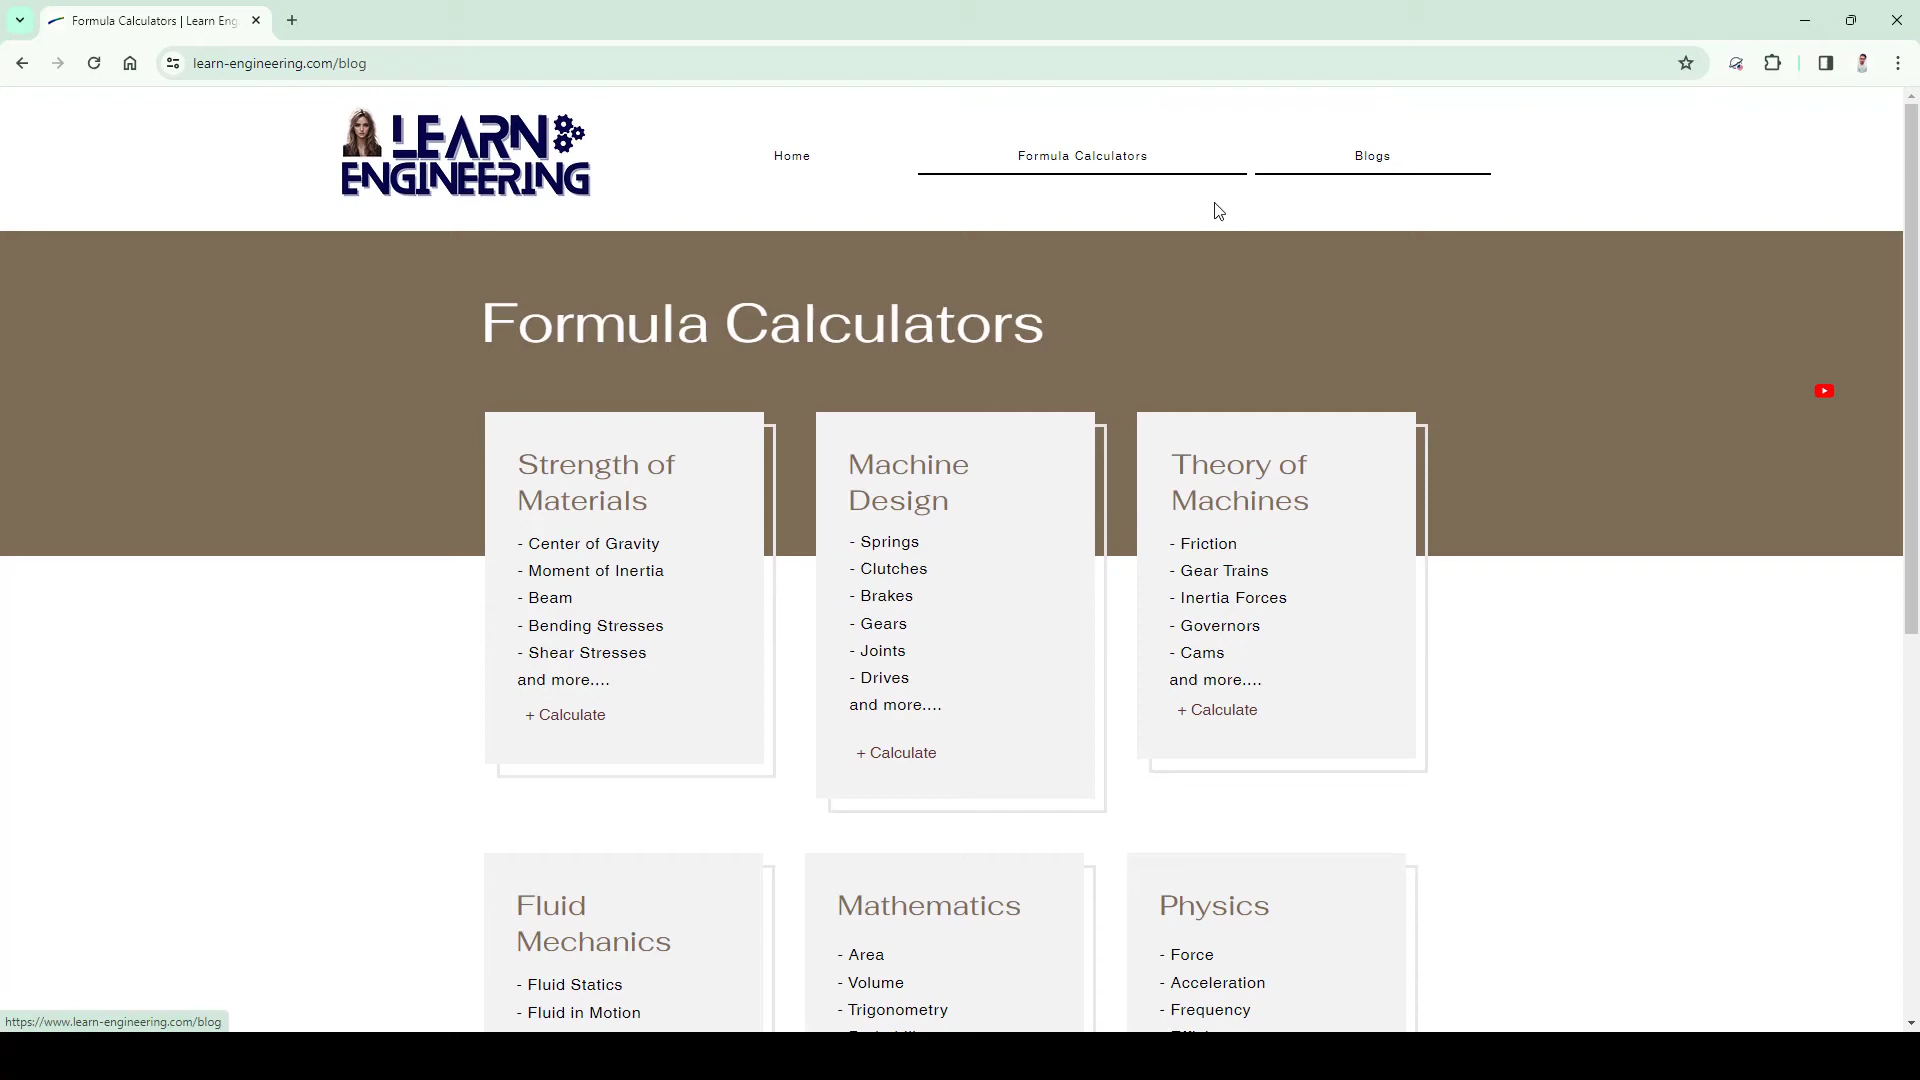 Formula Calculators | Learn Eng
learn-engineering.com/blog
LEARN
ENGINEERING
Home
Formula Calculators
Blogs
Formula Calculators
Strength of
Materials
- Center of Gravity
- Moment of Inertia
- Beam
- Bending Stresses
- Shear Stresses
and more....
+ Calculate
Machine
Design
- Springs
- Clutches
- Brakes
- Gears
- Joints
- Drives
and more....
+ Calculate
Theory of
Machines
- Friction
- Gear Trains
- Inertia Forces
- Governors
- Cams
and more....
+ Calculate
Fluid
Mechanics
- Fluid Statics
- Fluid in Motion
Mathematics
- Area
- Volume
- Trigonometry
Physics
- Force
- Acceleration
- Frequency
https://www.learn-engineering.com/blog